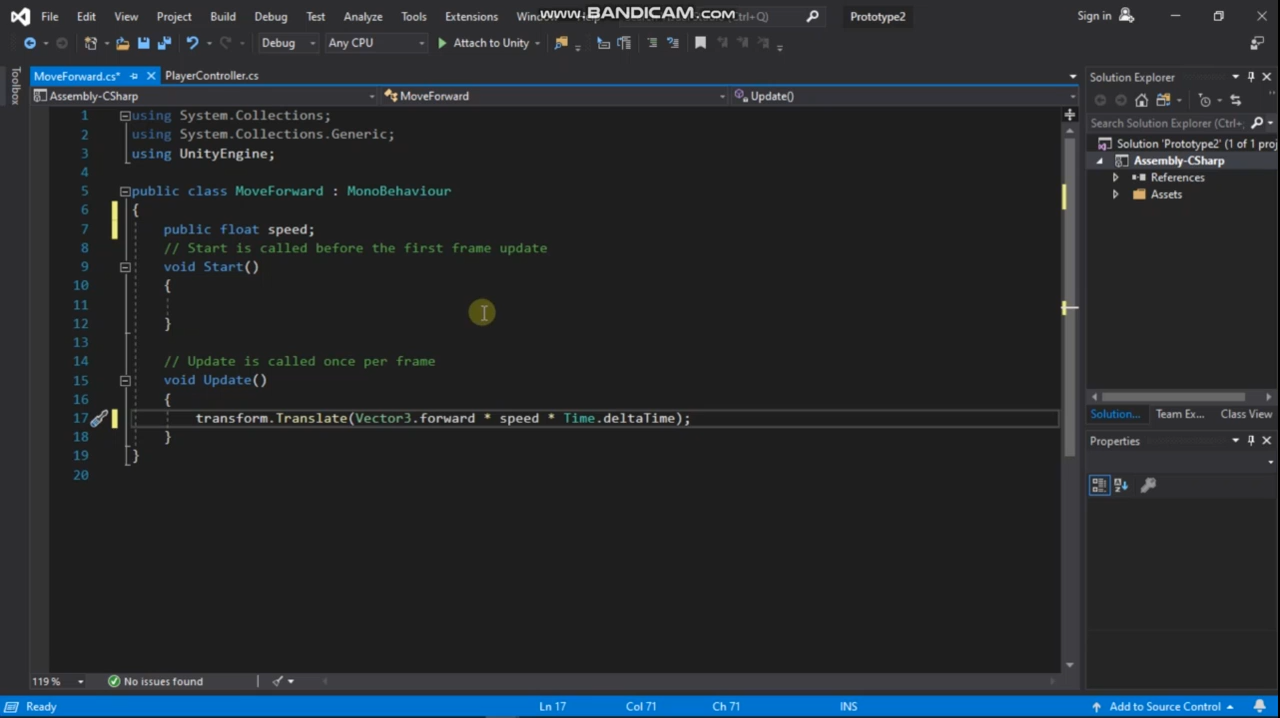 www.BANDICAM.com
File Edit View Project Build Debug Test Analyze Tools Extensions Prototype2 Sign in
Debug Any CPU Attach to Unity
Toolbox
MoveForward.cs* PlayerController.cs
Assembly-CSharp MoveForward Update()
1 using System.Collections;
2 using System.Collections.Generic;
3 using UnityEngine;
4
5 public class MoveForward : MonoBehaviour
6 {
7 public float speed;
8 // Start is called before the first frame update
9 void Start()
10 {
11
12 }
13
14 // Update is called once per frame
15 void Update()
16 {
17 transform.Translate(Vector3.forward * speed * Time.deltaTime);
18 }
19 }
20
119 % No issues found
Ready Ln 17 Col 71 Ch 71 INS Add to Source Control
Solution Explorer
Search Solution Explorer (Ctrl+
Solution 'Prototype2' (1 of 1 proj
Assembly-CSharp
References
Assets
Solution... Team Ex... Class View
Properties